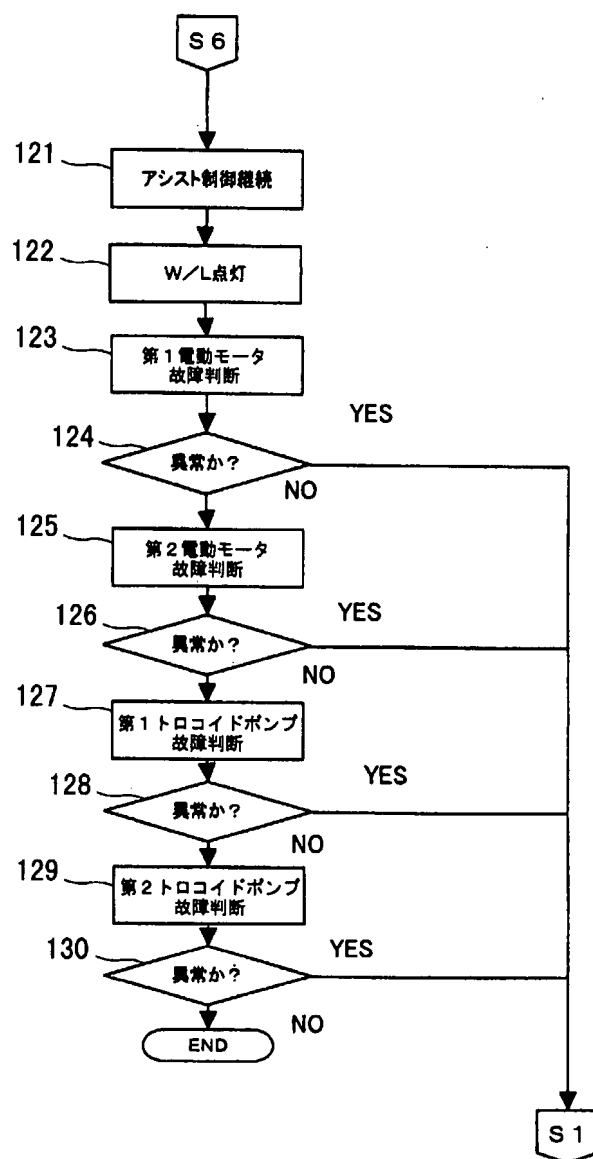 S6
121
アシスト制御継続
122
W/L点灯
123
第1電動モータ
故障判断
YES
124
異常か?
NO
125
第2電動モータ
故障判断
YES
126
異常か?
NO
127
第1トロコイドポンプ
故障判断
YES
128
異常か?
NO
129
第2トロコイドポンプ
故障判断
YES
130
異常か?
NO
END
S1